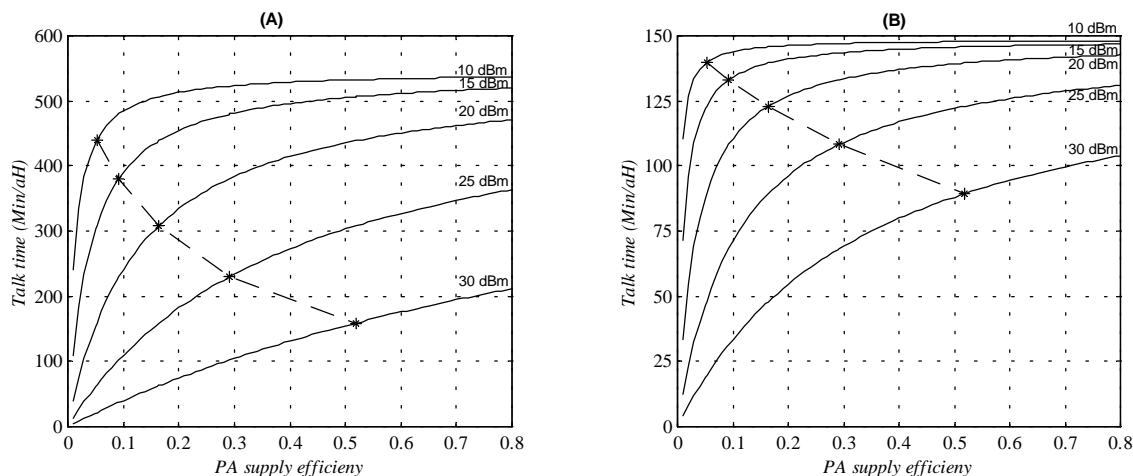 (A)
600
500
400
300
200
100
0
Talk time (Min/aH)
10 dBm
15 dBm
20 dBm
25 dBm
30 dBm
0 0.1 0.2 0.3 0.4 0.5 0.6 0.7 0.8
PA supply efficieny
(B)
150
125
100
75
50
25
0
Talk time (Min/aH)
10 dBm
15 dBm
20 dBm
25 dBm
30 dBm
0 0.1 0.2 0.3 0.4 0.5 0.6 0.7 0.8
PA supply efficieny